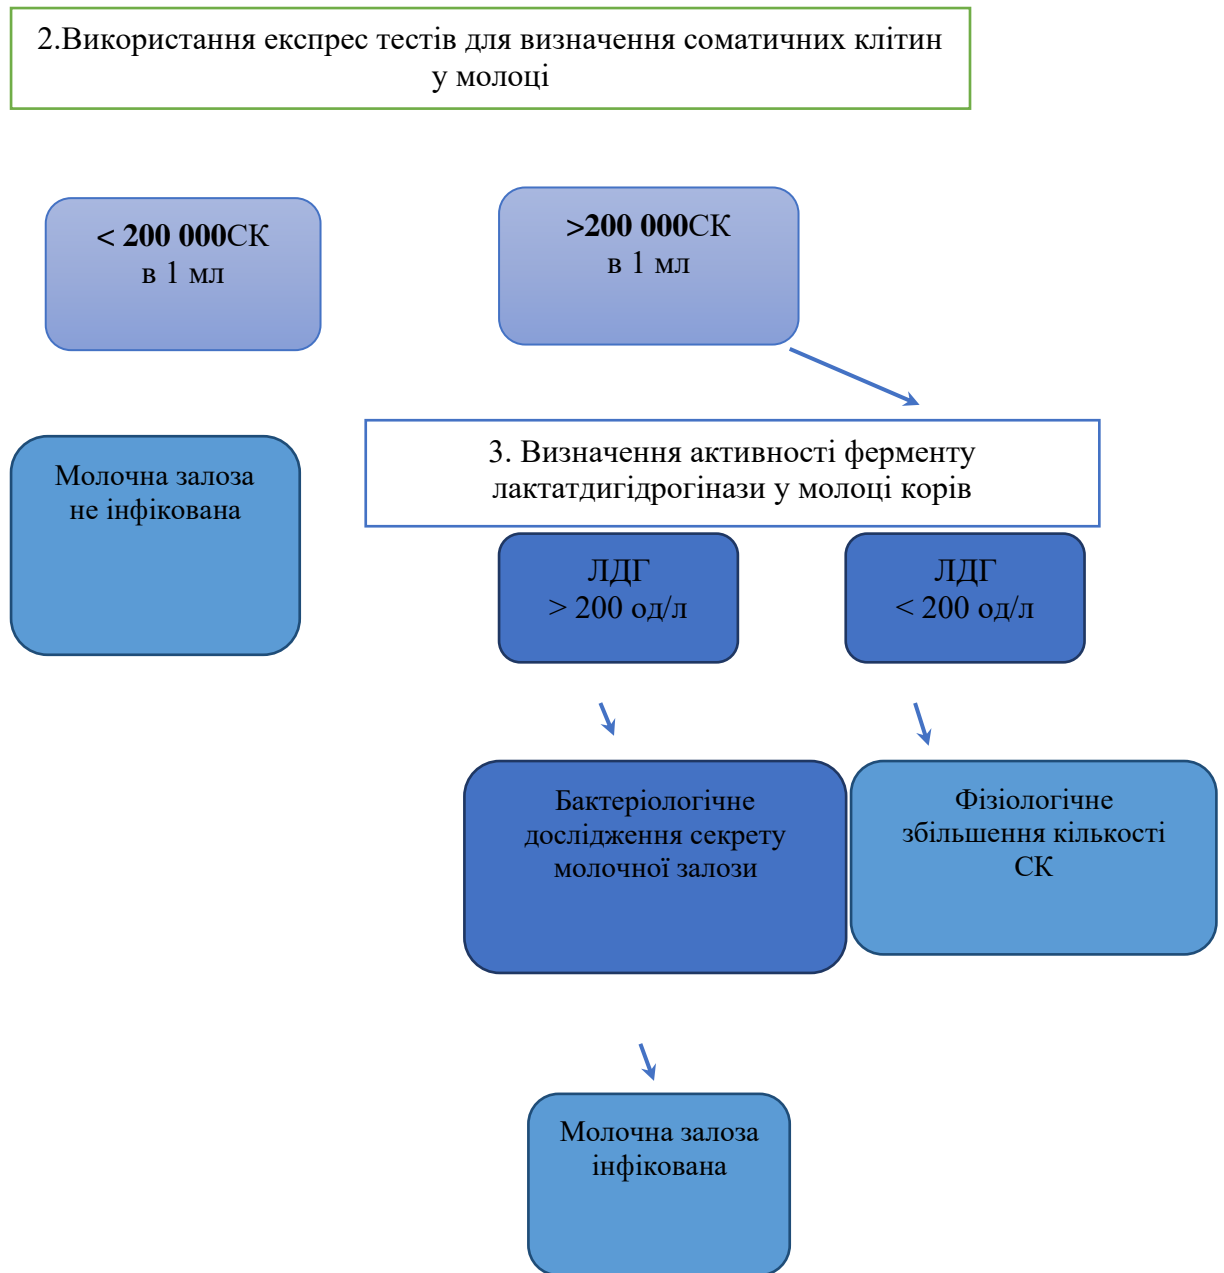 2.Використання експрес тестів для визначення соматичних клітин
у молоці
< 200 000СК
в 1 мл
>200 000СК
в 1 мл
Молочна залоза
не інфікована
3. Визначення активності ферменту
лактатдигідрогінази у молоці корів
ЛДГ
> 200 од/л
ЛДГ
< 200 од/л
Бактеріологічне
дослідження секрету
молочної залози
Фізіологічне
збільшення кількості
СК
Молочна залоза
інфікована